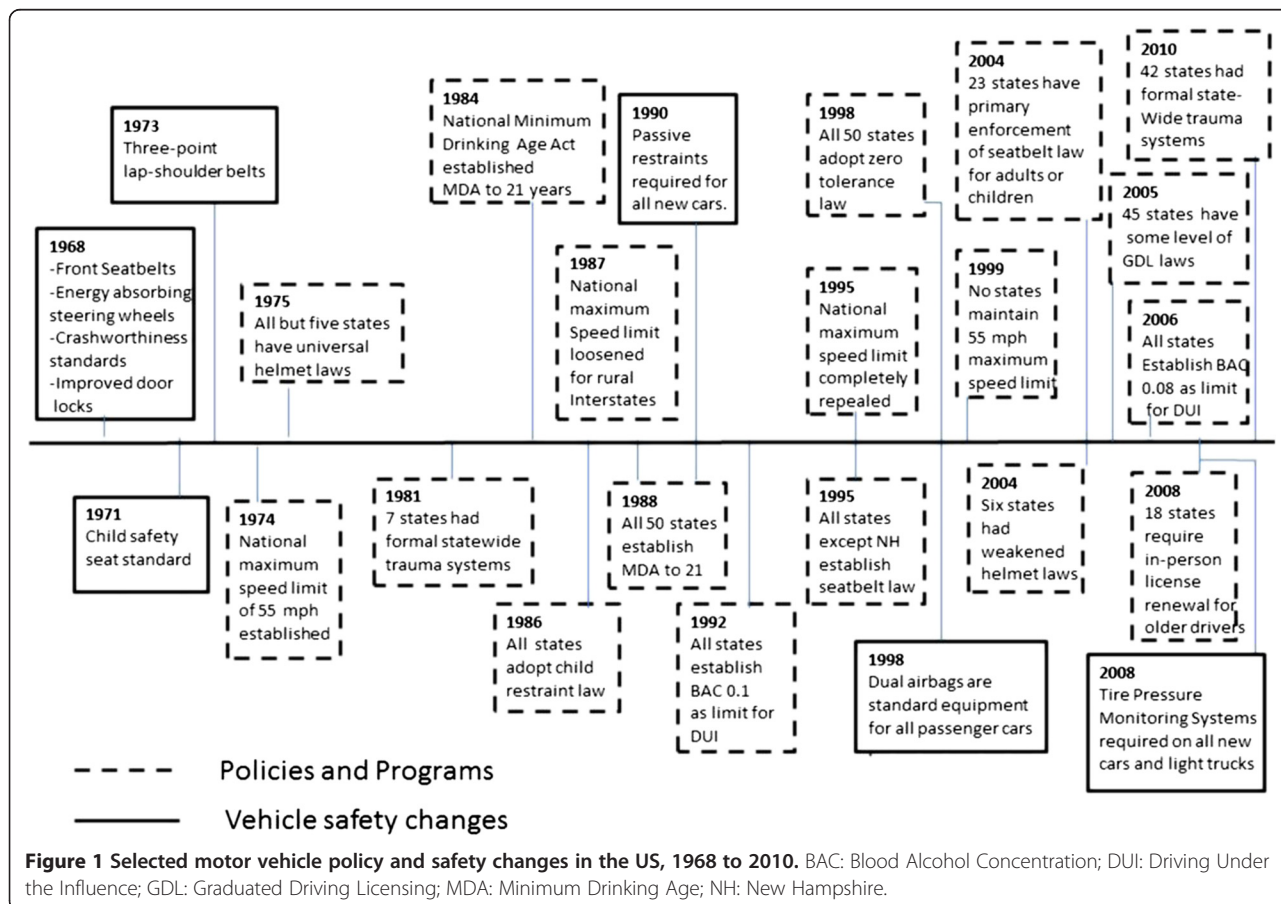 1973
Three-point
lap-shoulder belts
1984
National Minimum
Drinking Age Act
established
MDA to 21 years
1990
Passive
restraints
required for
all new cars.
1998
All 50 states
adopt zero
tolerance
law
2004
23 states have
primary
enforcement
of seatbelt law
for adults or
children
2010
42 states had
formal state-
Wide trauma
systems
1968
-Front Seatbelts
-Energy absorbing
steering wheels
-Crashworthiness
standards
-Improved door
locks
1975
All but five states
have universal
helmet laws
1987
National
maximum
Speed limit
loosened
for rural
Interstates
1995
National
maximum
speed limit
completely
repealed
1999
No states
maintain
55 mph
maximum
speed limit
2005
45 states have
some level of
GDL laws
2006
All states
Establish BAC
0.08 as limit
for DUI
1971
Child safety
seat standard
1974
National
maximum
speed limit
of 55 mph
established
1981
7 states had
formal statewide
trauma systems
1986
All states
adopt child
restraint law
1988
All 50 states
establish
MDA to 21
1992
All states
establish
BAC 0.1
as limit for
DUI
1995
All states
except NH
establish
seatbelt law
1998
Dual airbags are
standard equipment
for all passenger cars
2004
Six states
had
weakened
helmet laws
2008
18 states
require
in-person
license
renewal for
older drivers
2008
Tire Pressure
Monitoring Systems
required on all new
cars and light trucks
Policies and Programs
Vehicle safety changes
Figure 1 Selected motor vehicle policy and safety changes in the US, 1968 to 2010. BAC: Blood Alcohol Concentration; DUI: Driving Under
the Influence; GDL: Graduated Driving Licensing; MDA: Minimum Drinking Age; NH: New Hampshire.